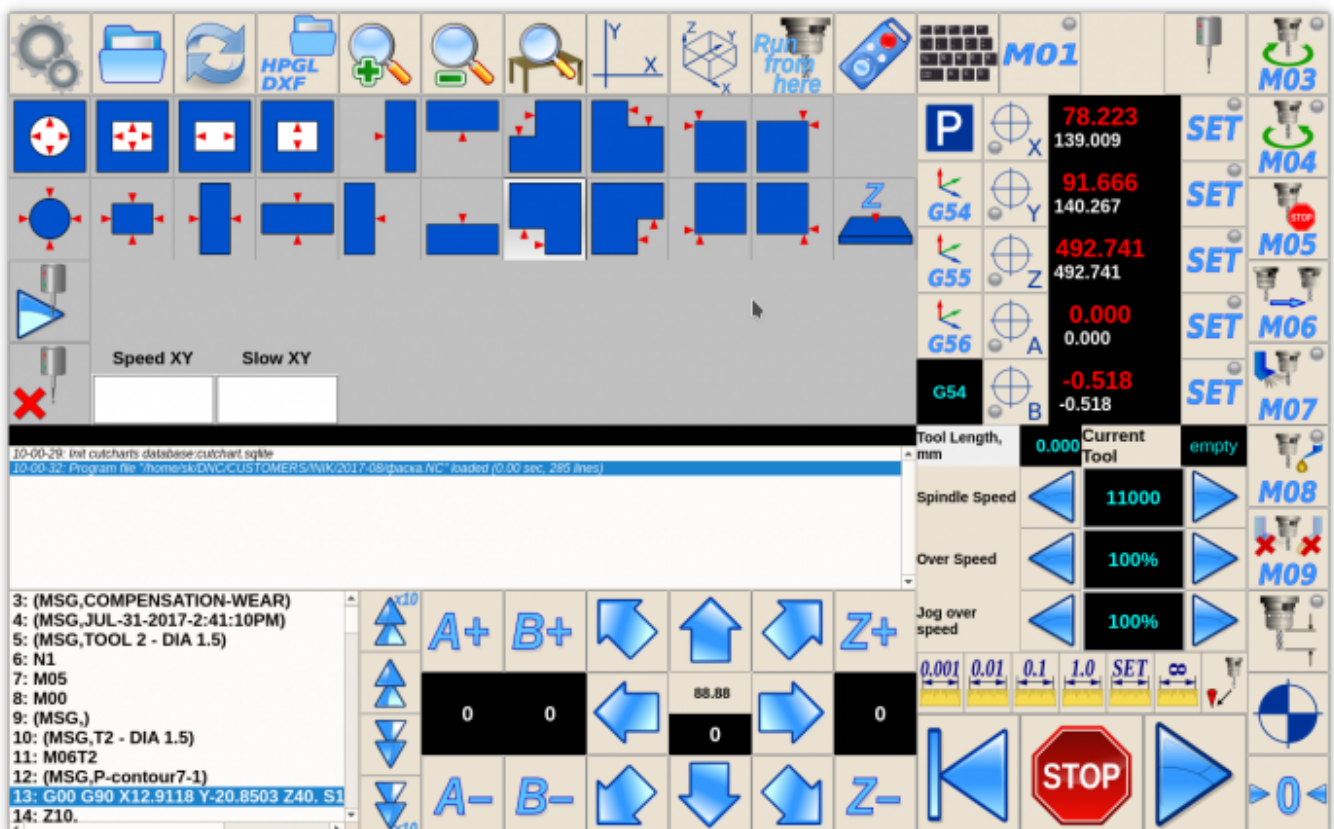 HPGL
DXF
Y
X
Z
Y
X
Run
from
here
M01
M03
P
X
78.223
139.009
SET
M04
G54
Y
91.666
140.267
SET
M05
Z
G55
Z
492.741
492.741
SET
M06
G56
A
0.000
0.000
SET
G54
B
-0.518
-0.518
SET
M07
STOP
Speed XY Slow XY
10-00-29: Init cutcharts database:cutchart.sqlite
10-00-32: Program file "/home/sk/DNC/CUSTOMERS/NIK/2017-08/фаска.NC" loaded (0.00 sec, 285 lines)
Tool Length,
mm
0.000
Current
Tool
empty
Spindle Speed
11000
M08
Over Speed
100%
M09
Jog over
speed
100%
0.001 0.01 0.1 1.0 SET ∞
3: (MSG,COMPENSATION-WEAR)
4: (MSG,JUL-31-2017-2:41:10PM)
5: (MSG,TOOL 2 - DIA 1.5)
6: N1
7: M05
8: M00
9: (MSG,)
10: (MSG,T2 - DIA 1.5)
11: M06T2
12: (MSG,P-contour7-1)
13: G00 G90 X12.9118 Y-20.8503 Z40. S1
14: Z10.
x10
A+ B+ Z+
0 0 88.88 0
0
A− B− Z−
x10
STOP
0